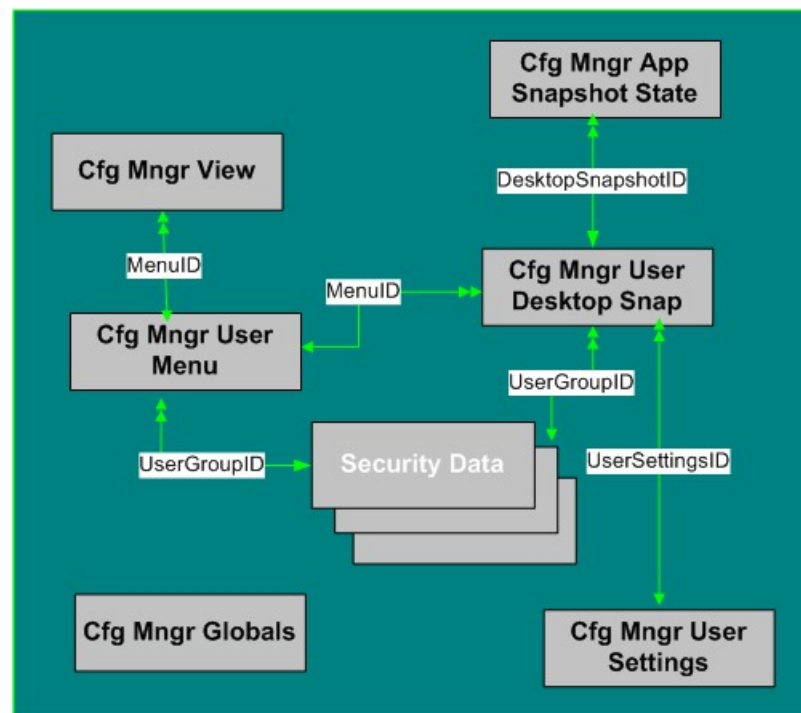 Cfg Mngr App
Snapshot State
Cfg Mngr View
DesktopSnapshotID
MenuID
Cfg Mngr User
Desktop Snap
MenuID
Cfg Mngr User
Menu
UserGroupID
UserGroupID
Security Data
UserSettingsID
Cfg Mngr Globals
Cfg Mngr User
Settings